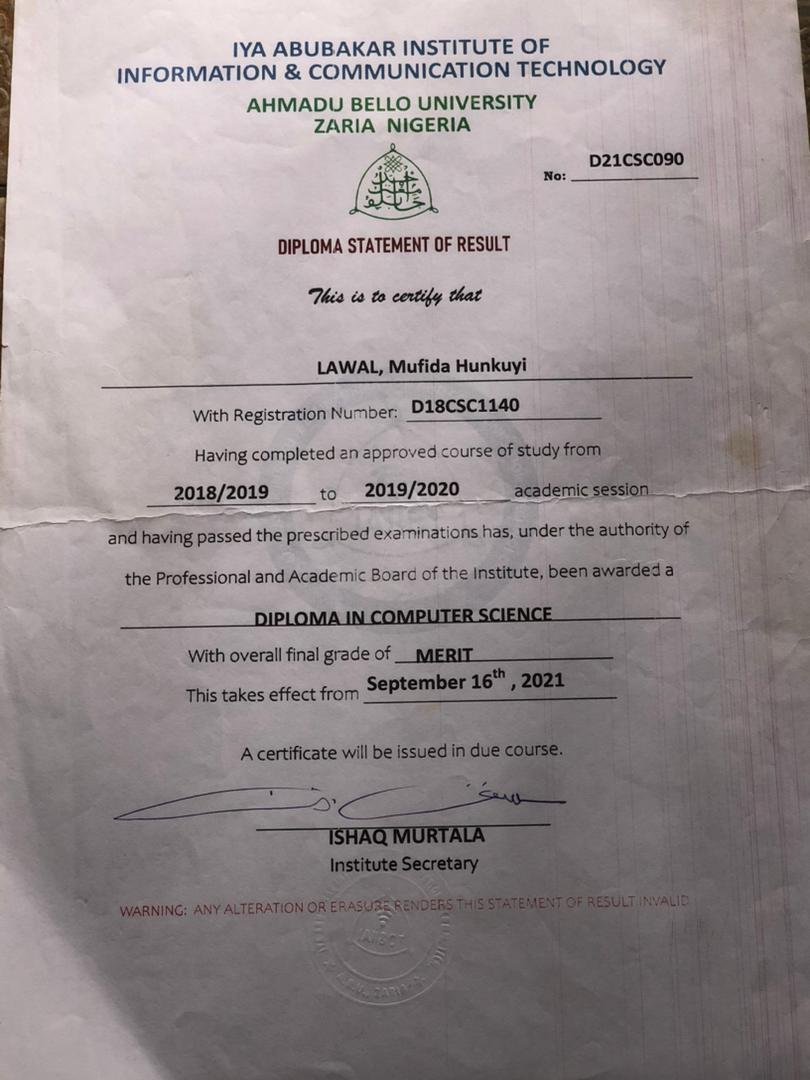 IYA ABUBAKAR INSTITUTE OF
INFORMATION & COMMUNICATION TECHNOLOGY
AHMADU BELLO UNIVERSITY
ZARIA NIGERIA
No: D21CSC090
DIPLOMA STATEMENT OF RESULT
This is to certify that
LAWAL, Mufida Hunkuyi
With Registration Number: D18CSC1140
Having completed an approved course of study from
2018/2019 to 2019/2020 academic session
and having passed the prescribed examinations has, under the authority of
the Professional and Academic Board of the Institute, been awarded a
DIPLOMA IN COMPUTER SCIENCE
With overall final grade of MERIT
This takes effect from September 16th , 2021
A certificate will be issued in due course.
ISHAQ MURTALA
Institute Secretary
WARNING: ANY ALTERATION OR ERASURE RENDERS THIS STATEMENT OF RESULT INVALID